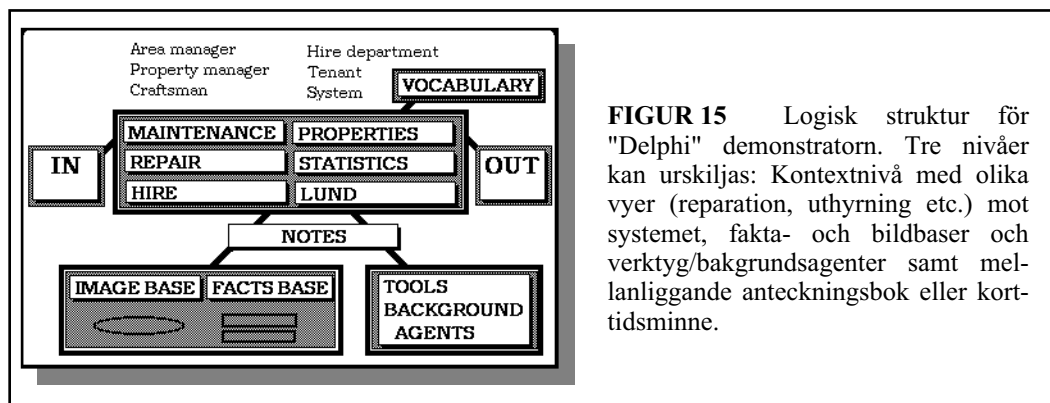 Area manager
Property manager
Craftsman
Hire department
Tenant
System
VOCABULARY
MAINTENANCE
PROPERTIES
REPAIR
STATISTICS
HIRE
LUND
IN
OUT
NOTES
IMAGE BASE
FACTS BASE
TOOLS
BACKGROUND
AGENTS
FIGUR 15 Logisk struktur för
"Delphi" demonstratorn. Tre nivåer
kan urskiljas: Kontextnivå med olika
vyer (reparation, uthyrning etc.) mot
systemet, fakta- och bildbaser och
verktyg/bakgrundsagenter samt mel-
lanliggande anteckningsbok eller kort-
tidsminne.